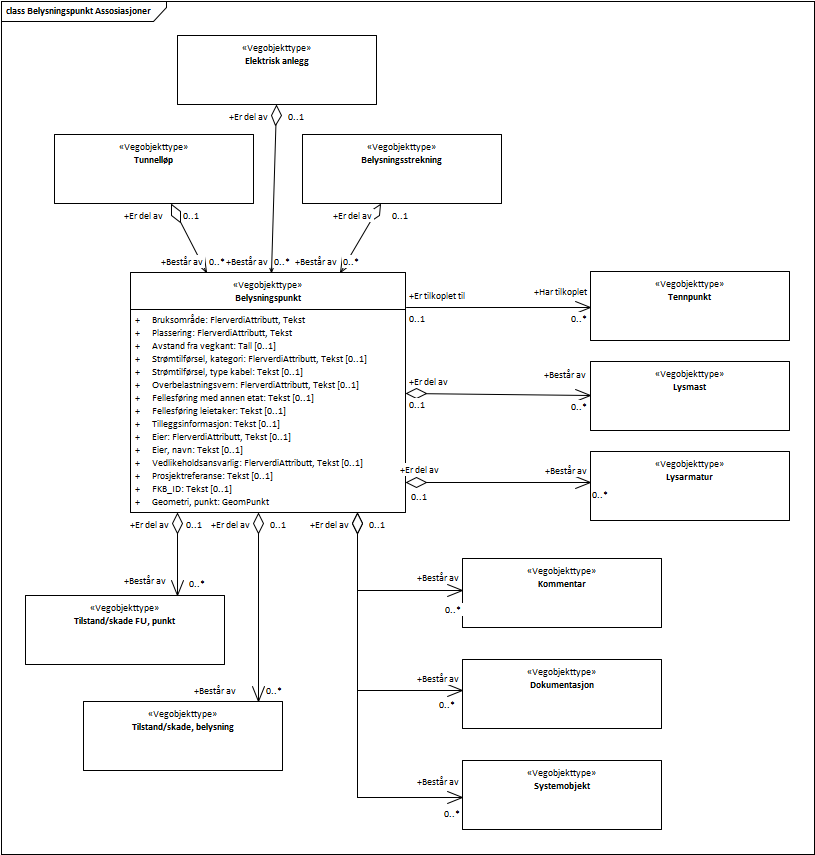 class Belysningspunkt Assosiasjoner
«Vegobjekttype»
Elektrisk anlegg
+Er del av
0..1
«Vegobjekttype»
Tunnelløp
«Vegobjekttype»
Belysningsstrekning
+Er del av
0..1
+Er del av
0..1
+Består av
0..*
+Består av
0..*
+Består av
0..*
«Vegobjekttype»
Belysningspunkt
+ Bruksområde: FlerverdiAttributt, Tekst
+ Plassering: FlerverdiAttributt, Tekst
+ Avstand fra vegkant: Tall [0..1]
+ Strømtilførsel, kategori: FlerverdiAttributt, Tekst [0..1]
+ Strømtilførsel, type kabel: Tekst [0..1]
+ Overbelastningsvern: FlerverdiAttributt, Tekst [0..1]
+ Fellesføring med annen etat: Tekst [0..1]
+ Fellesføring leietaker: Tekst [0..1]
+ Tilleggsinformasjon: Tekst [0..1]
+ Eier: FlerverdiAttributt, Tekst [0..1]
+ Eier, navn: Tekst [0..1]
+ Vedlikeholdsansvarlig: FlerverdiAttributt, Tekst [0..1]
+ Prosjektreferanse: Tekst [0..1]
+ FKB_ID: Tekst [0..1]
+ Geometri, punkt: GeomPunkt
+Er tilkoplet til
0..1
+Har tilkoplet
0..*
«Vegobjekttype»
Tennpunkt
+Er del av
0..1
+Består av
0..*
«Vegobjekttype»
Lysmast
+Er del av
0..1
+Består av
0..*
«Vegobjekttype»
Lysarmatur
+Er del av
0..1
+Er del av
0..1
+Er del av
0..1
+Består av
0..*
«Vegobjekttype»
Tilstand/skade FU, punkt
+Består av
0..*
«Vegobjekttype»
Tilstand/skade, belysning
+Består av
0..*
«Vegobjekttype»
Kommentar
+Består av
0..*
«Vegobjekttype»
Dokumentasjon
+Består av
0..*
«Vegobjekttype»
Systemobjekt